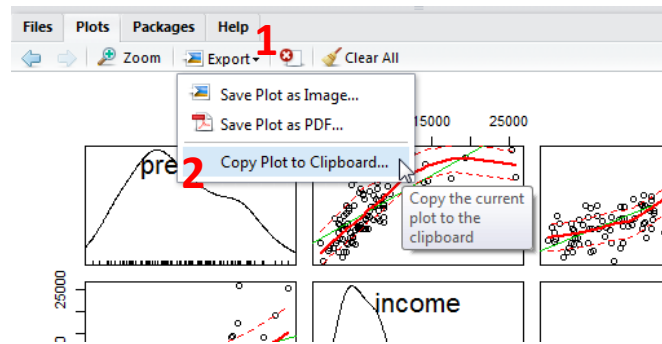 Files Plots Packages Help 1
Zoom Export Clear All
Save Plot as Image...
Save Plot as PDF...
2 Copy Plot to Clipboard...
15000 25000
pre
Copy the current
plot to the
clipboard
25000
income